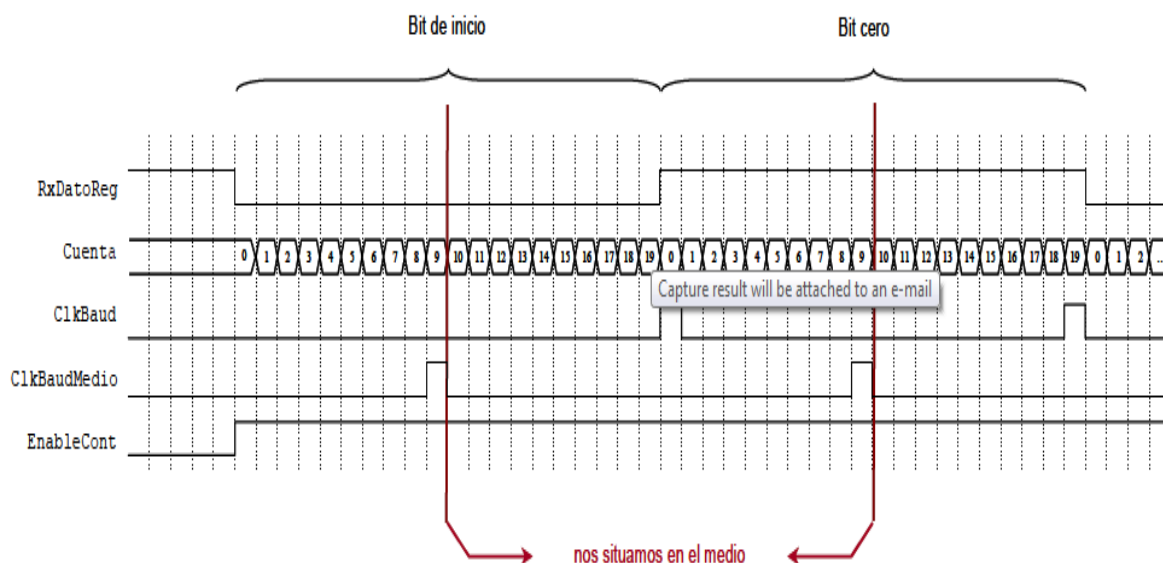 Bit de inicio
Bit cero
RxDatoReg
Cuenta
0 1 2 3 4 5 6 7 8 9 10 11 12 13 14 15 16 17 18 19 0 1 2 3 4 5 6 7 8 9 10 11 12 13 14 15 16 17 18 19 0 1 2 ...
Capture result will be attached to an e-mail
ClkBaud
ClkBaudMedio
EnableCont
nos situamos en el medio